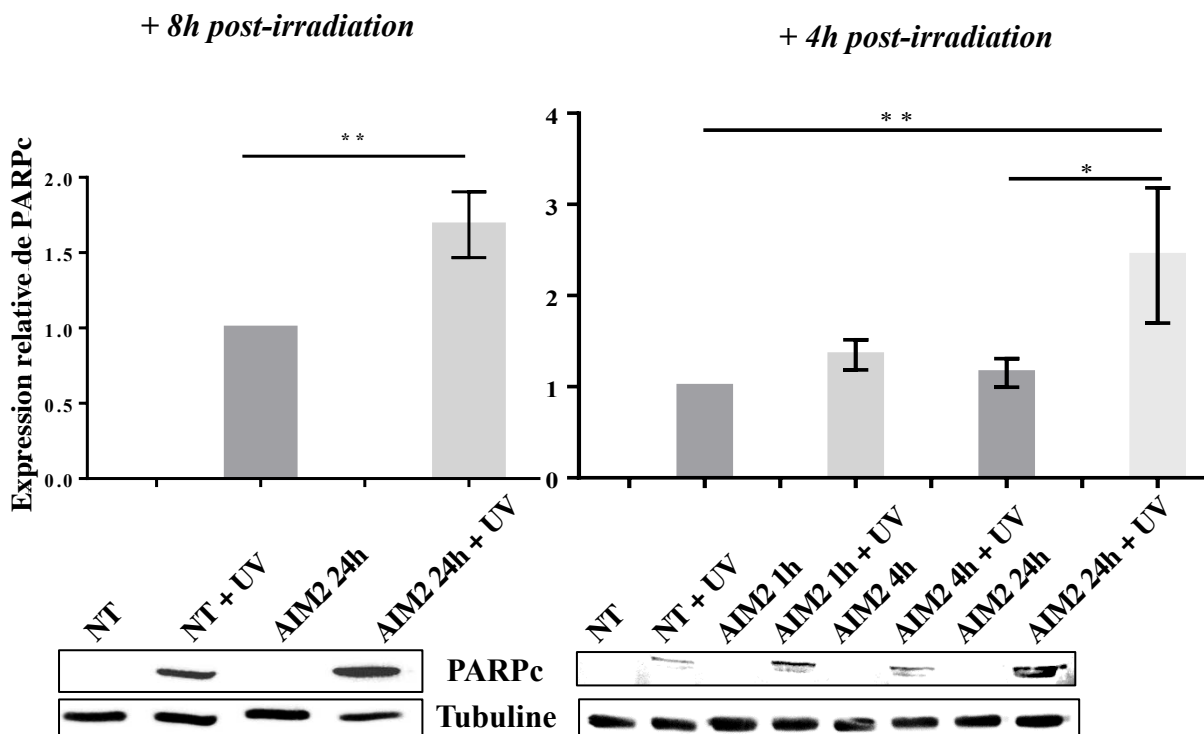 + 8h post-irradiation
+ 4h post-irradiation
Expression relative de PARPc
2.0
1.5
1.0
0.5
0.0
**
4
3
2
1
0
**
*
NT
NT + UV
AIM2 24h
AIM2 24h + UV
NT
NT + UV
AIM2 1h
AIM2 1h + UV
AIM2 4h
AIM2 4h + UV
AIM2 24h
AIM2 24h + UV
PARPc
Tubuline